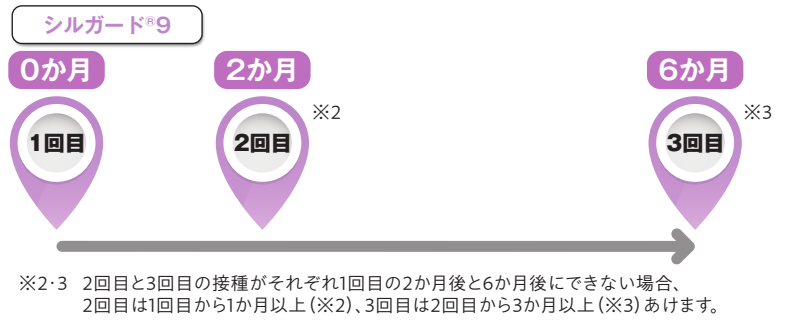 シルガード®9
0か月 2か月 6か月
1回目 2回目 ※2 3回目 ※3
※2・3 2回目と3回目の接種がそれぞれ1回目の2か月後と6か月後にできない場合、
2回目は1回目から1か月以上(※2)、3回目は2回目から3か月以上(※3)あけます。